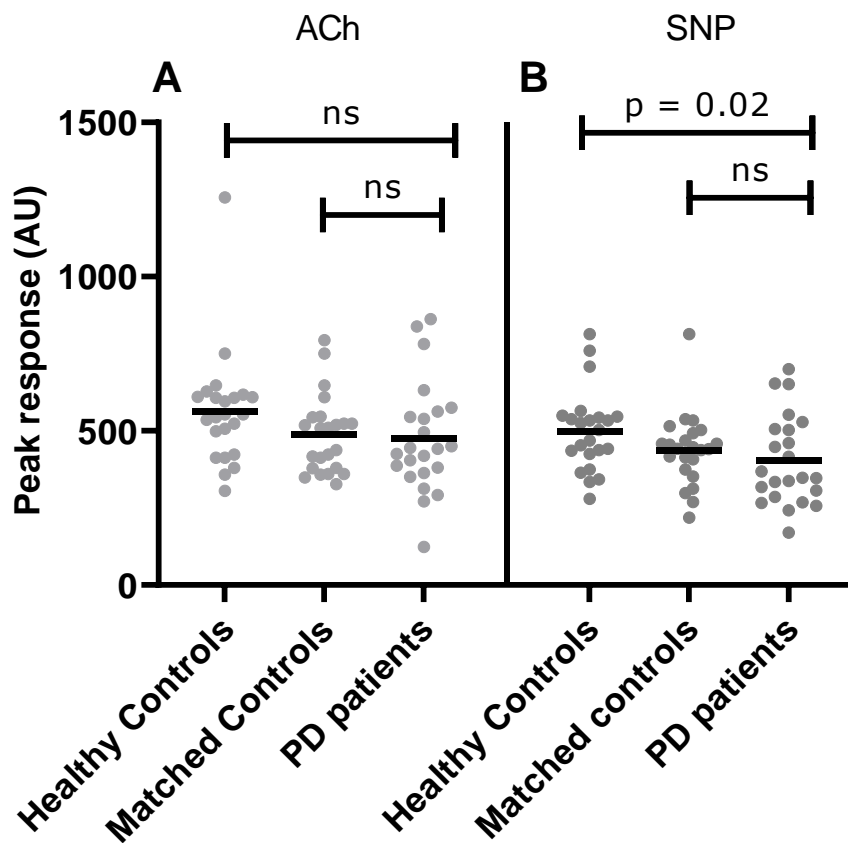 ACh
SNP
A
B
ns
p = 0.02
ns
ns
1500
1000
500
0
Peak response (AU)
Healthy Controls
Matched Controls
PD patients
Healthy Controls
Matched controls
PD patients